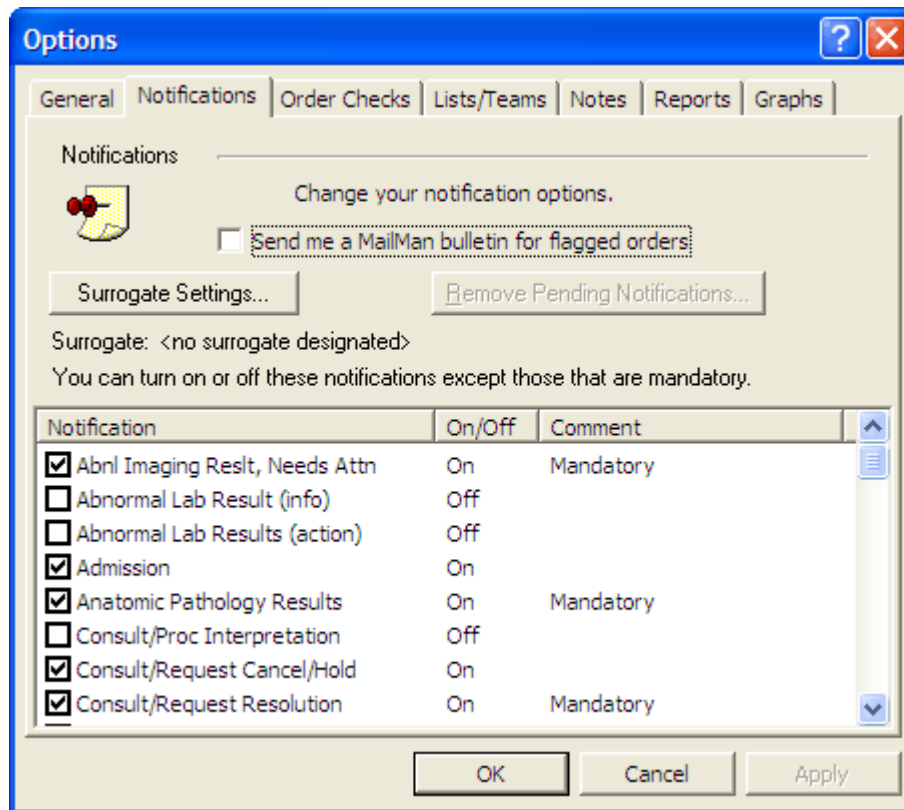 Options
General Notifications Order Checks Lists/Teams Notes Reports Graphs
Notifications
Change your notification options.
Send me a MailMan bulletin for flagged orders
Surrogate Settings... Remove Pending Notifications...
Surrogate: <no surrogate designated>
You can turn on or off these notifications except those that are mandatory.
Notification On/Off Comment
Abnl Imaging Reslt, Needs Attn On Mandatory
Abnormal Lab Result (info) Off
Abnormal Lab Results (action) Off
Admission On
Anatomic Pathology Results On Mandatory
Consult/Proc Interpretation Off
Consult/Request Cancel/Hold On
Consult/Request Resolution On Mandatory
OK Cancel Apply